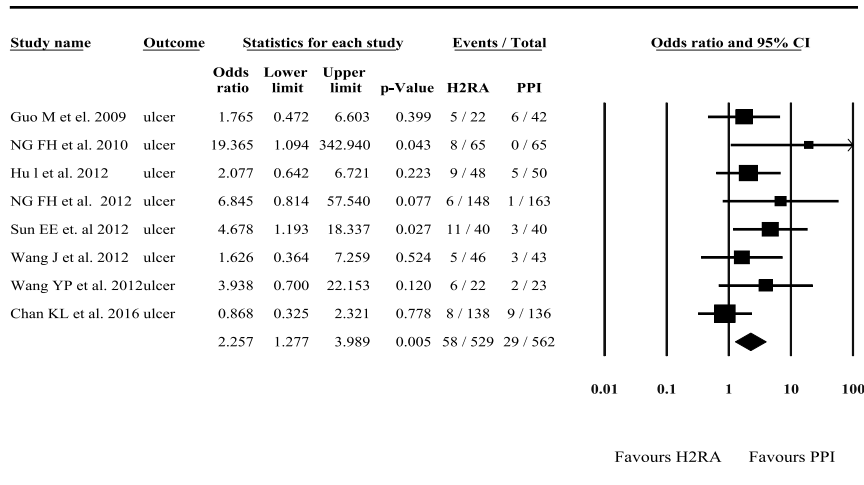 Study name Outcome Statistics for each study Events / Total Odds ratio and 95% CI
Odds Lower Upper
ratio limit limit p-Value H2RA PPI
Guo M et el. 2009 ulcer 1.765 0.472 6.603 0.399 5 / 22 6 / 42
NG FH et al. 2010 ulcer 19.365 1.094 342.940 0.043 8 / 65 0 / 65
Hu l et al. 2012 ulcer 2.077 0.642 6.721 0.223 9 / 48 5 / 50
NG FH et al. 2012 ulcer 6.845 0.814 57.540 0.077 6 / 148 1 / 163
Sun EE et. al 2012 ulcer 4.678 1.193 18.337 0.027 11 / 40 3 / 40
Wang J et al. 2012 ulcer 1.626 0.364 7.259 0.524 5 / 46 3 / 43
Wang YP et al. 2012 ulcer 3.938 0.700 22.153 0.120 6 / 22 2 / 23
Chan KL et al. 2016 ulcer 0.868 0.325 2.321 0.778 8 / 138 9 / 136
2.257 1.277 3.989 0.005 58 / 529 29 / 562
0.01 0.1 1 10 100
Favours H2RA Favours PPI